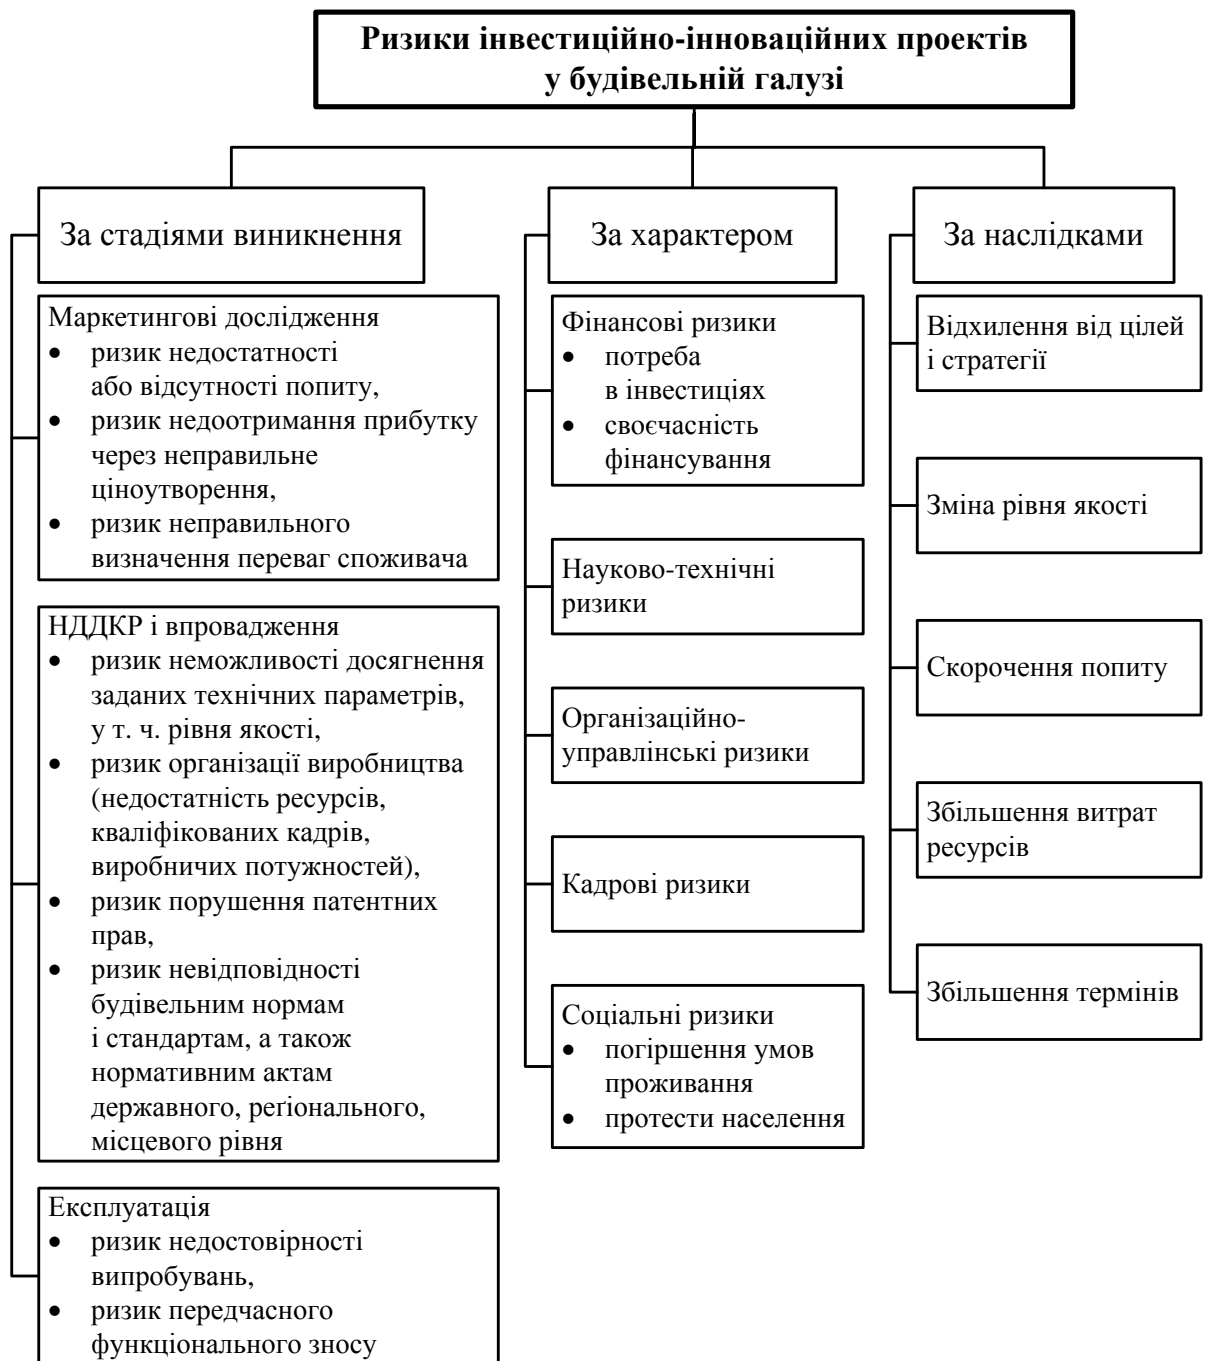 Ризики інвестиційно-інноваційних проектів
у будівельній галузі
За стадіями виникнення
Маркетингові дослідження
• ризик недостатності
або відсутності попиту,
• ризик недоотримання прибутку
через неправильне
ціноутворення,
• ризик неправильного
визначення переваг споживача
НДДКР і впровадження
• ризик неможливості досягнення
заданих технічних параметрів,
у т. ч. рівня якості,
• ризик організації виробництва
(недостатність ресурсів,
кваліфікованих кадрів,
виробничих потужностей),
• ризик порушення патентних
прав,
• ризик невідповідності
будівельним нормам
і стандартам, а також
нормативним актам
державного, реґіонального,
місцевого рівня
Експлуатація
• ризик недостовірності
випробувань,
• ризик передчасного
функціонального зносу
За характером
Фінансові ризики
• потреба
в інвестиціях
• своєчасність
фінансування
Науково-технічні
ризики
Організаційно-
управлінські ризики
Кадрові ризики
Соціальні ризики
• погіршення умов
проживання
• протести населення
За наслідками
Відхилення від цілей
і стратегії
Зміна рівня якості
Скорочення попиту
Збільшення витрат
ресурсів
Збільшення термінів